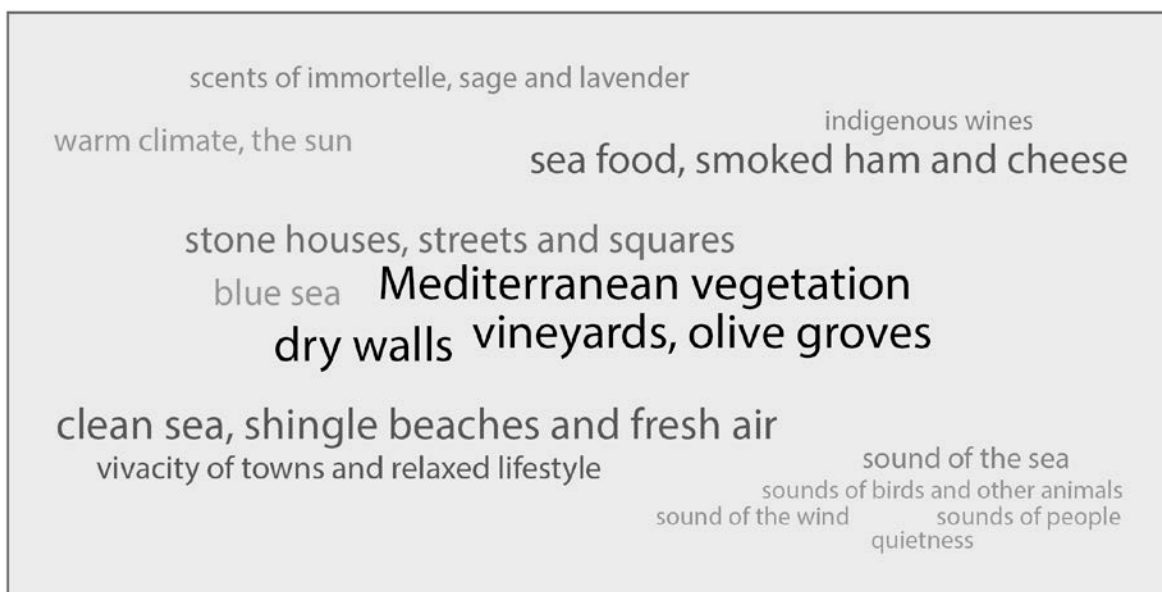 scents of immortelle, sage and lavender
indigenous wines
warm climate, the sun
sea food, smoked ham and cheese
stone houses, streets and squares
blue sea
Mediterranean vegetation
dry walls
vineyards, olive groves
clean sea, shingle beaches and fresh air
vivacity of towns and relaxed lifestyle
sound of the sea
sounds of birds and other animals
sound of the wind
sounds of people
quietness